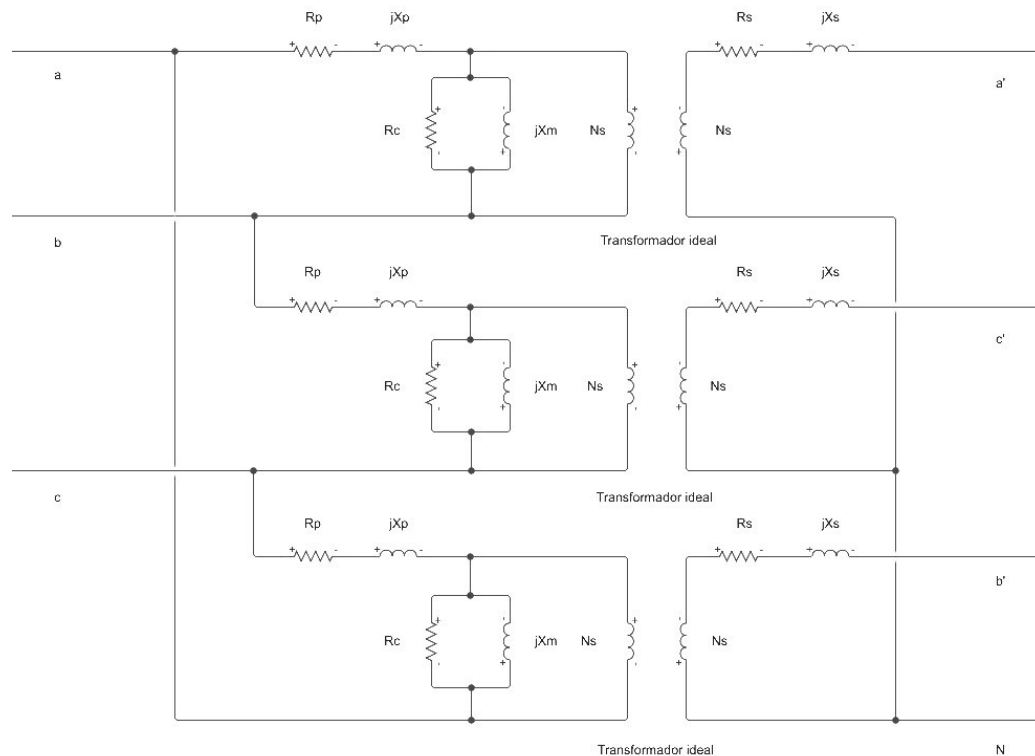 Rp jXp Rs jXs
a a'
Rc jXm Ns Ns
b Transformador ideal
Rp jXp Rs jXs
c'
Rc jXm Ns Ns
c Transformador ideal
Rp jXp Rs jXs
b'
Rc jXm Ns Ns
Transformador ideal N